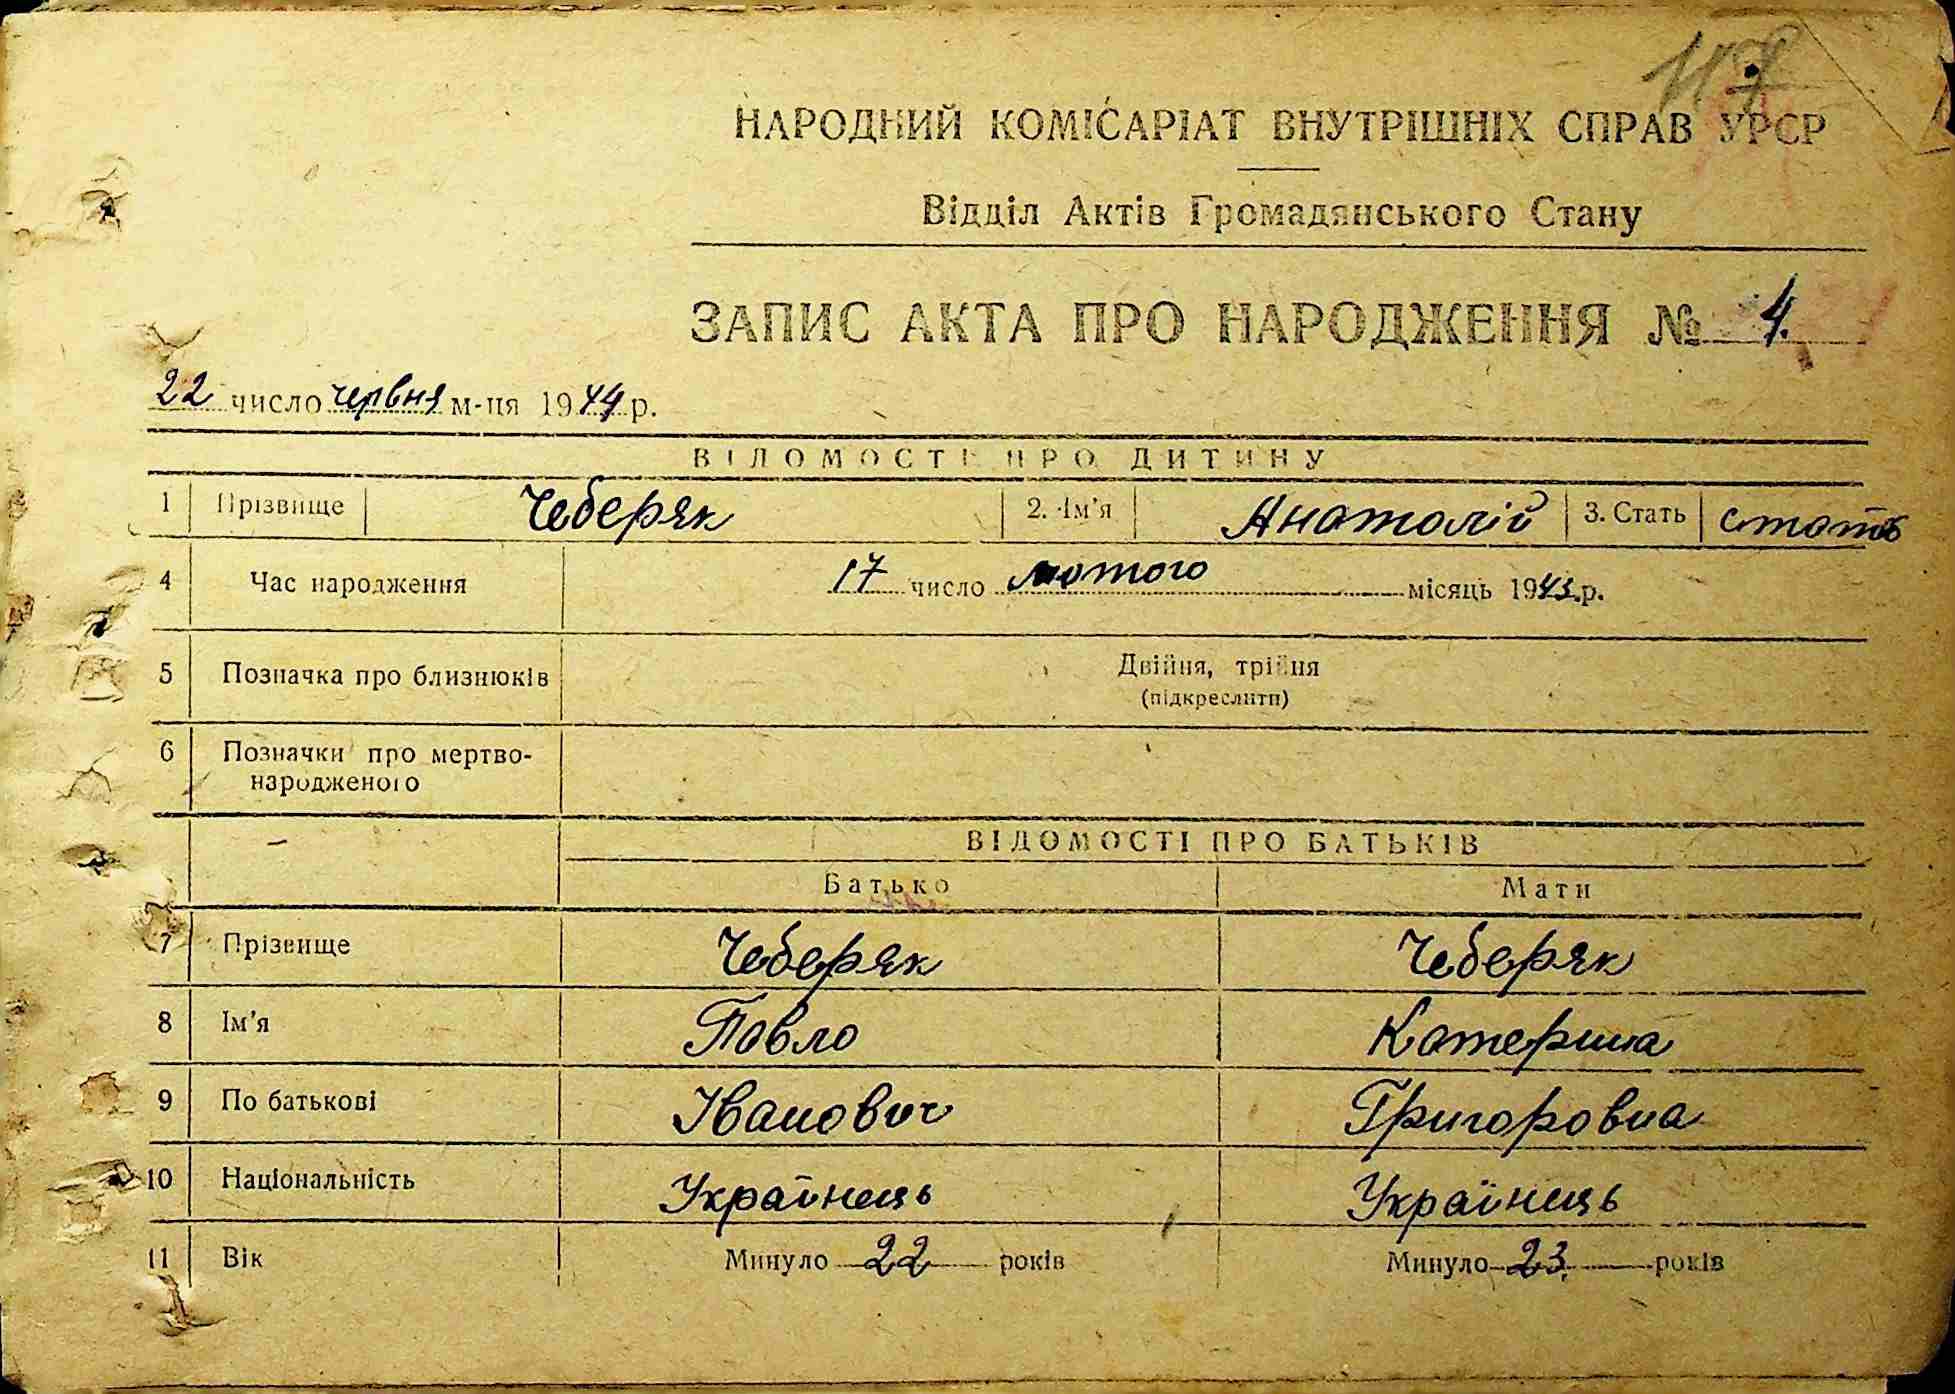 НАРОДНИЙ КОМІСАРІАТ ВНУТРІШНІХ СПРАВ УРСР
Відділ Актів Громадянського Стану
ЗАПИС АКТА ПРО НАРОДЖЕННЯ № 4.
22 число червня м-ця 1944 р.
ВІДОМОСТІ ПРО ДИТИНУ
1 Прізвище Чеберяк 2. Ім'я Анатолій 3. Стать стать
4 Час народження 17 число лютого місяць 1943.р.
5 Позначка про близнюків Двійня, трійня
(підкреслити)
6 Позначки про мертво-
народженого
ВІДОМОСТІ ПРО БАТЬКІВ
Батько Мати
7 Прізвище Чеберяк Чеберяк
8 Ім'я Павло Катерина
9 По батькові Іванович Григоровна
10 Національність Українець Українець
11 Вік Минуло 22 років Минуло 23. років